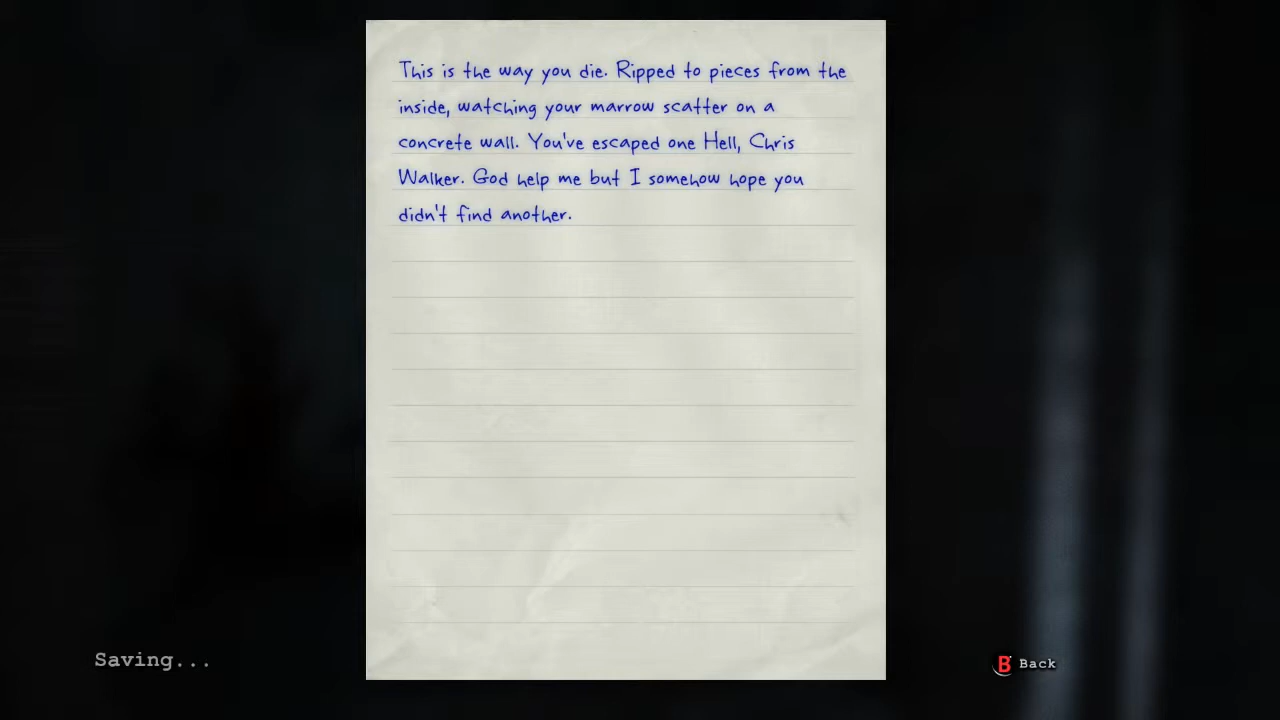 This is the way you die. Ripped to pieces from the
inside, watching your marrow scatter on a
concrete wall. You've escaped one Hell, Chris
Walker. God help me but I somehow hope you
didn't find another.
Saving...
B Back